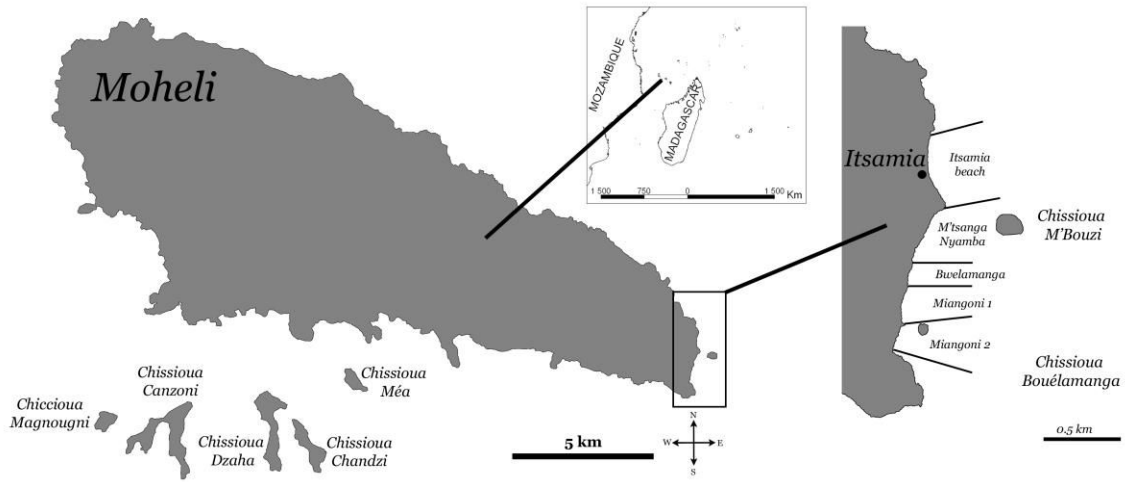 Moheli
MOZAMBIQUE
MADAGASCAR
1 500 750 0 1 500
Km
Itsamia
Itsamia
beach
M'tsanga
Nyamba
Bwelamanga
Miangoni 1
Miangoni 2
Chissioua
M'Bouzi
Chissioua
Bouélamanga
0.5 km
Chissioua
Canzoni
Chissioua
Méa
Chiccioua
Magnougni
Chissioua
Dzaha
Chissioua
Chandzi
5 km
N
W E
S